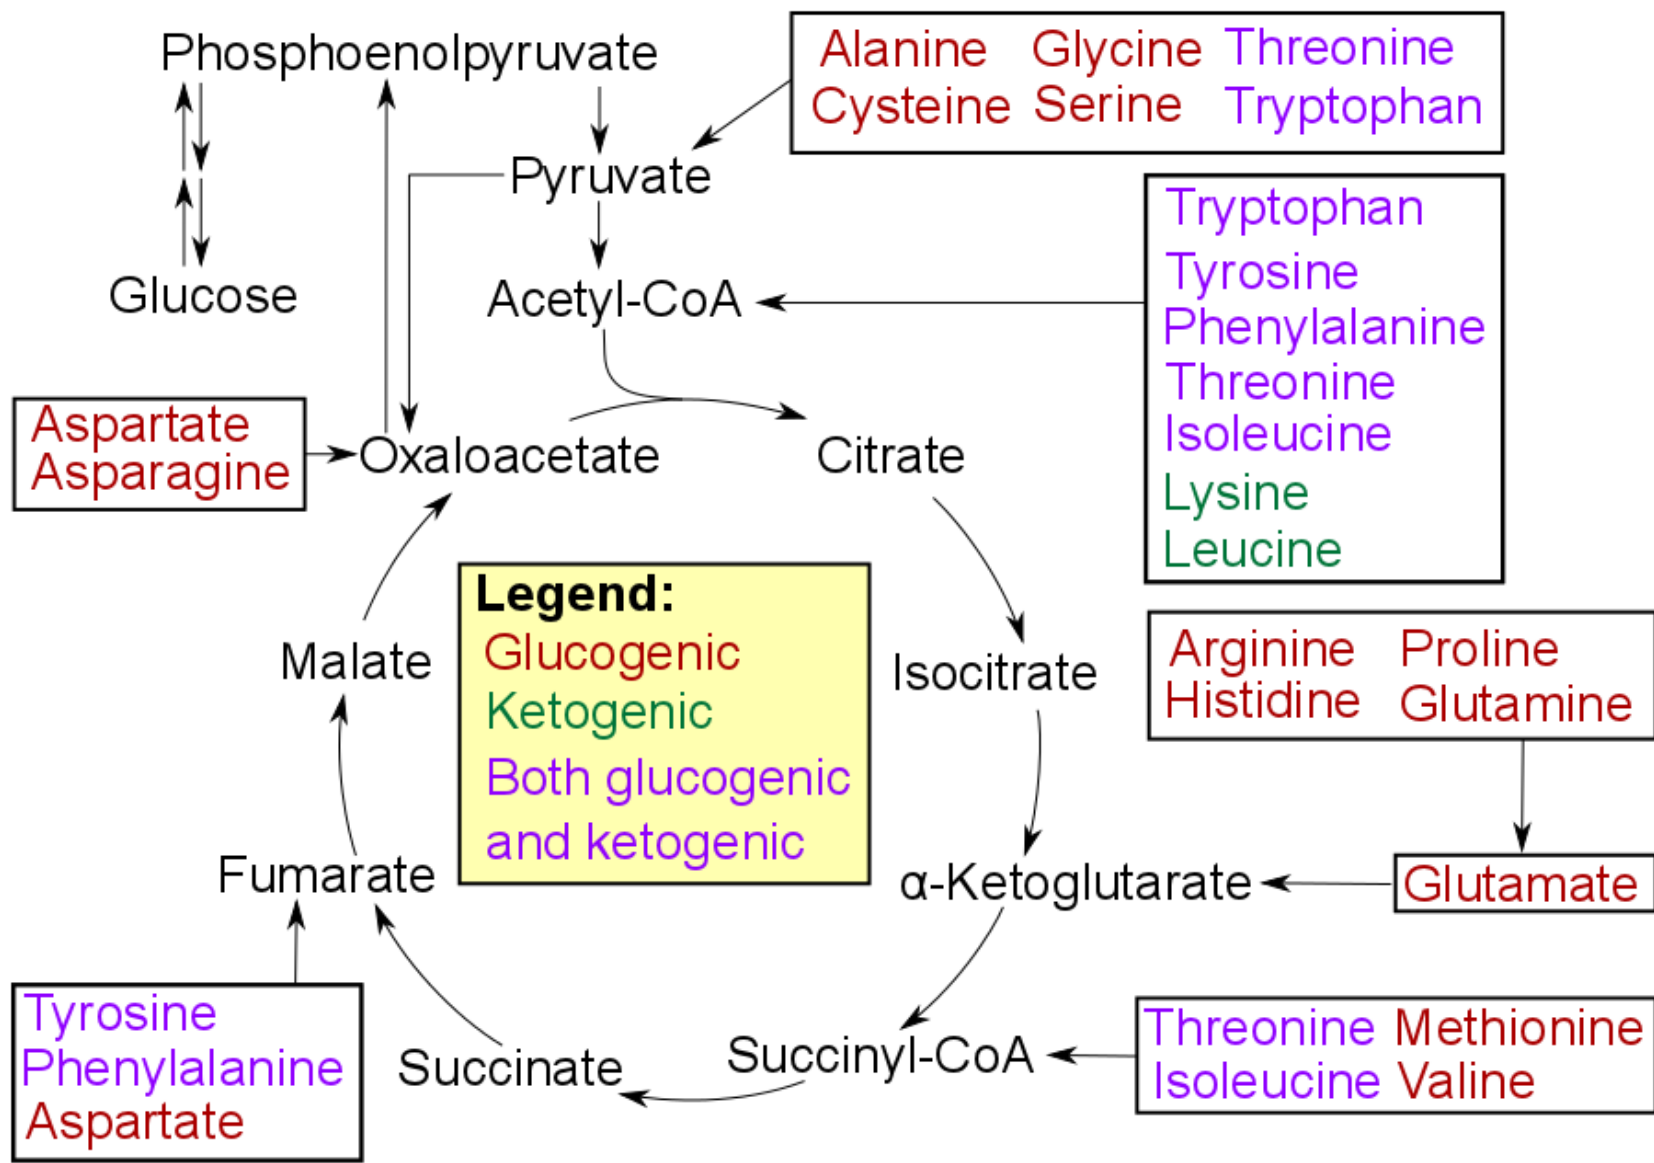 Phosphoenolpyruvate
Alanine Glycine Threonine
Cysteine Serine Tryptophan
Pyruvate
Tryptophan
Tyrosine
Phenylalanine
Threonine
Isoleucine
Lysine
Leucine
Glucose
Acetyl-CoA
Aspartate
Asparagine
Oxaloacetate
Citrate
Legend:
Glucogenic
Ketogenic
Both glucogenic
and ketogenic
Malate
Isocitrate
Arginine Proline
Histidine Glutamine
Fumarate
α-Ketoglutarate
Glutamate
Tyrosine
Phenylalanine
Aspartate
Succinate
Succinyl-CoA
Threonine Methionine
Isoleucine Valine